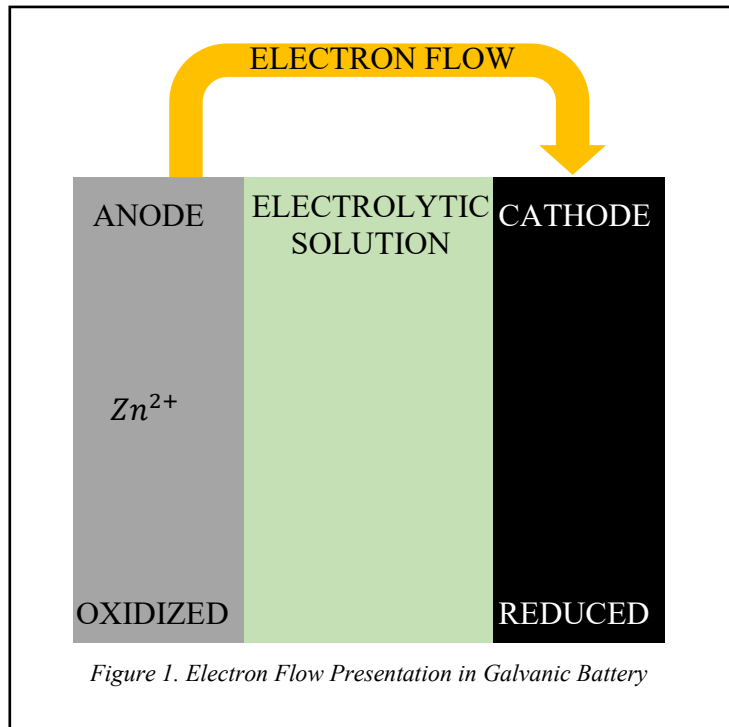 ELECTRON FLOW
ANODE
ELECTROLYTIC
SOLUTION
CATHODE
Zn²⁺
OXIDIZED
REDUCED
Figure 1. Electron Flow Presentation in Galvanic Battery